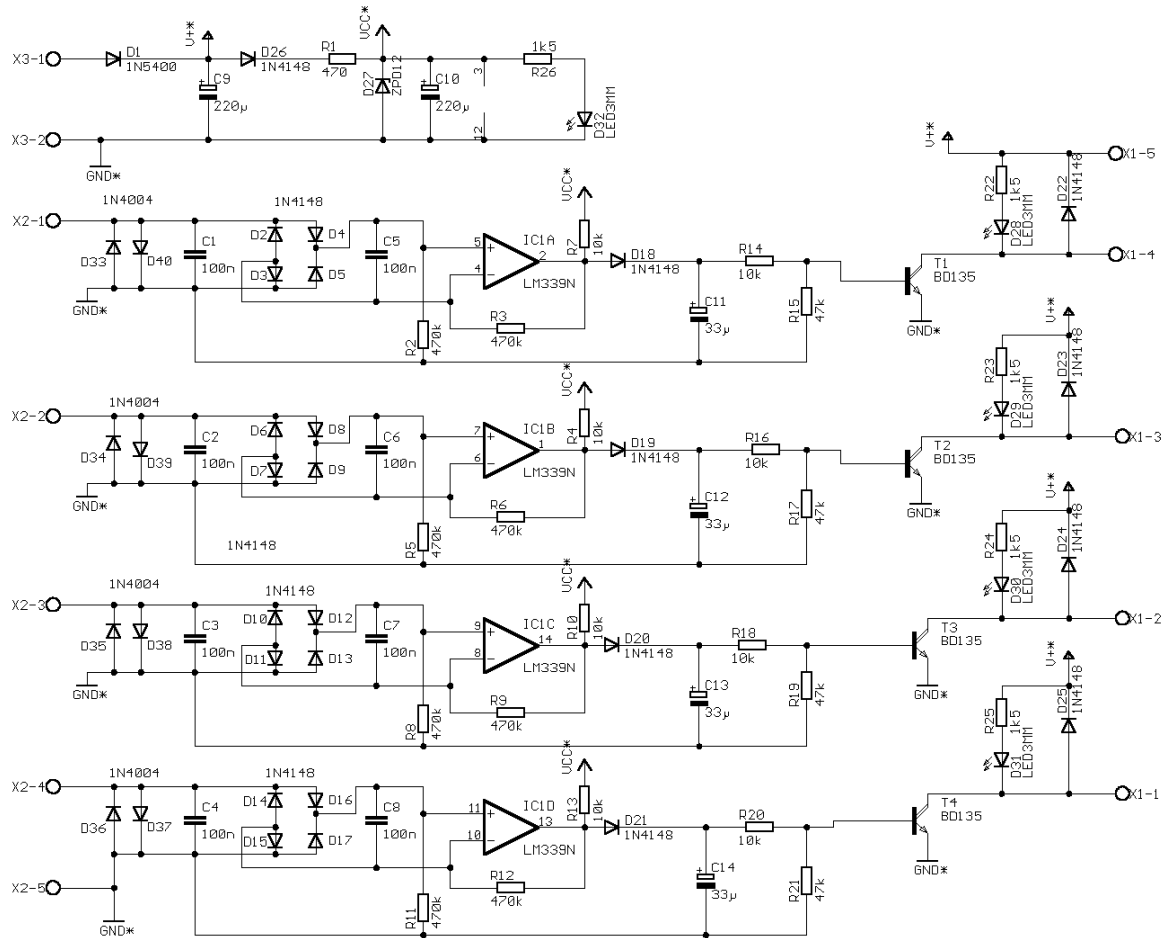 X3-1
D1
1N5400
V+*
D26
1N4148
C9
220µ
R1
470
VCC*
D27
ZPD12
C10
220µ
3
12
1k5
R26
D32
LED3MM
X3-2
GND*
V+*
X1-5
R22
1k5
D28
LED3MM
D22
1N4148
X1-4
1N4004
1N4148
X2-1
D33
D40
C1
100n
D2
D3
D4
D5
C5
100n
5
4
IC1A
2
LM339N
VCC*
R7
10k
R3
470k
R2
470k
D18
1N4148
C11
33µ
R14
10k
R15
47k
T1
BD135
GND*
GND*
V+*
R23
1k5
D29
LED3MM
D23
1N4148
X1-3
1N4004
X2-2
D34
D39
C2
100n
D6
D7
D8
D9
C6
100n
7
6
IC1B
1
LM339N
VCC*
R4
10k
R6
470k
R5
470k
D19
1N4148
C12
33µ
R16
10k
R17
47k
T2
BD135
GND*
GND*
1N4148
V+*
R24
1k5
D30
LED3MM
D24
1N4148
X1-2
1N4004
1N4148
X2-3
D35
D38
C3
100n
D10
D11
D12
D13
C7
100n
9
8
IC1C
14
LM339N
VCC*
R10
10k
R9
470k
R8
470k
D20
1N4148
C13
33µ
R18
10k
R19
47k
T3
BD135
GND*
GND*
V+*
R25
1k5
D31
LED3MM
D25
1N4148
X1-1
1N4004
1N4148
X2-4
D36
D37
C4
100n
D14
D15
D16
D17
C8
100n
11
10
IC1D
13
LM339N
VCC*
R13
10k
R12
470k
R11
470k
D21
1N4148
C14
33µ
R20
10k
R21
47k
T4
BD135
GND*
X2-5
GND*